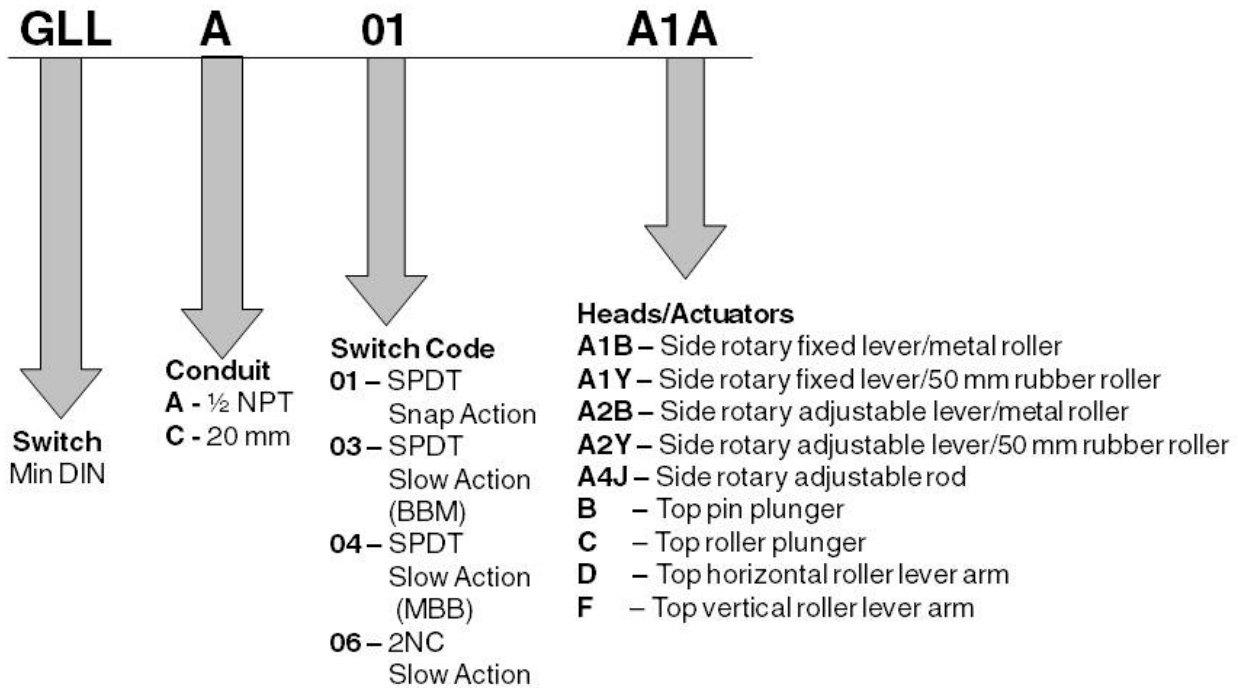 GLL A 01 A1A
Switch
Min DIN
Conduit
A - ½ NPT
C - 20 mm
Switch Code
01 – SPDT
Snap Action
03 – SPDT
Slow Action
(BBM)
04 – SPDT
Slow Action
(MBB)
06 – 2NC
Slow Action
Heads/Actuators
A1B – Side rotary fixed lever/metal roller
A1Y – Side rotary fixed lever/50 mm rubber roller
A2B – Side rotary adjustable lever/metal roller
A2Y – Side rotary adjustable lever/50 mm rubber roller
A4J – Side rotary adjustable rod
B – Top pin plunger
C – Top roller plunger
D – Top horizontal roller lever arm
F – Top vertical roller lever arm